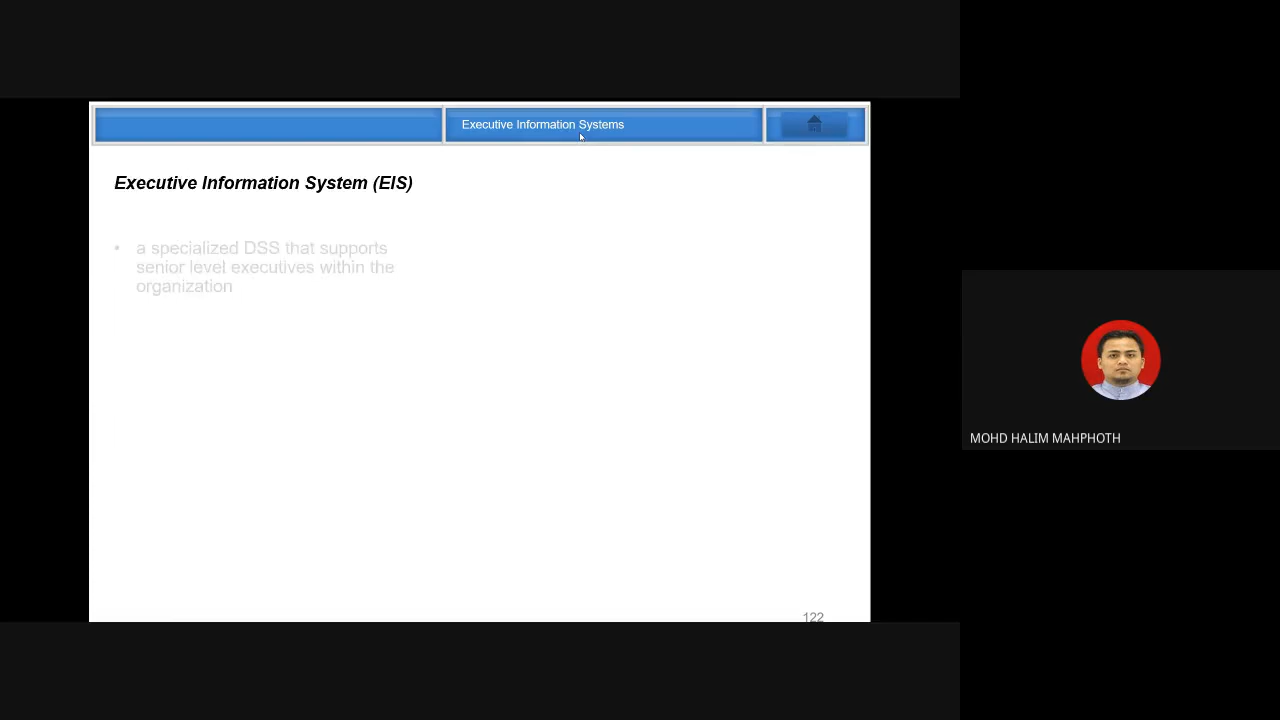 Executive Information Systems
Executive Information System (EIS)
• a specialized DSS that supports
senior level executives within the
organization
122
MOHD HALIM MAHPHOTH